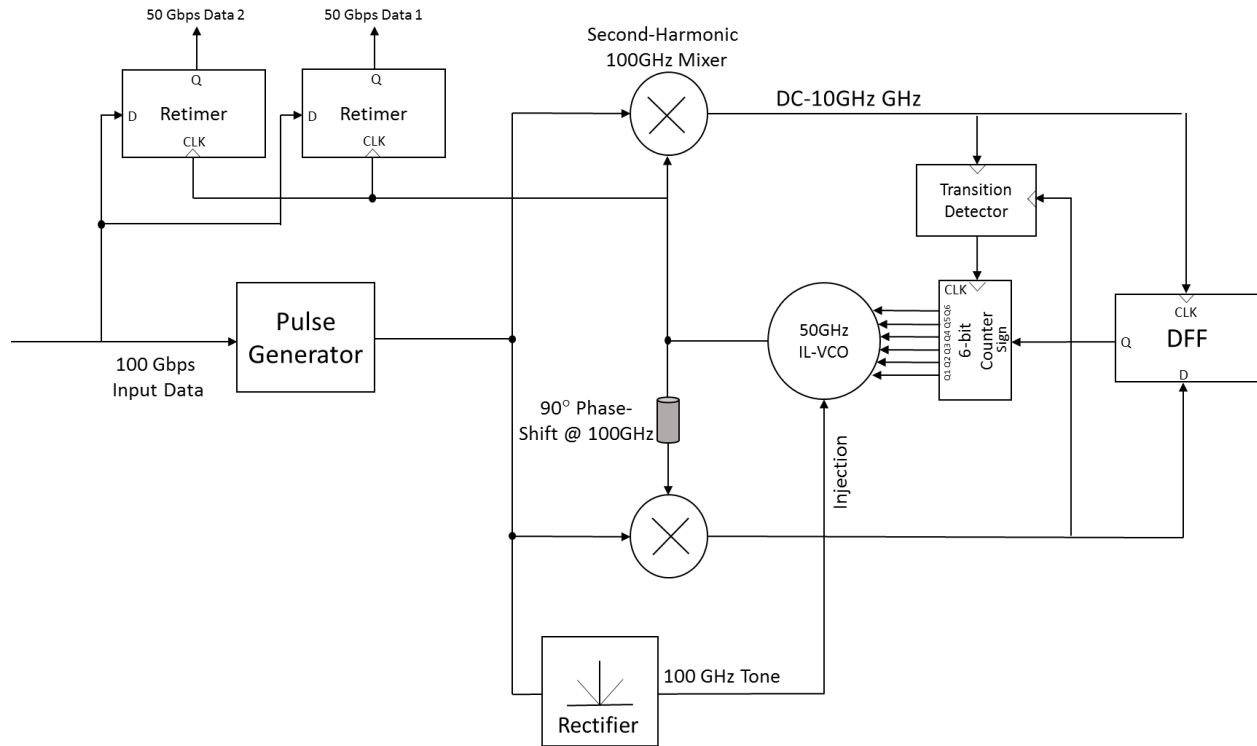 50 Gbps Data 2
50 Gbps Data 1
Q
Retimer
D
CLK
Q
Retimer
D
CLK
Second-Harmonic
100GHz Mixer
DC-10GHz GHz
Transition
Detector
CLK
6-bit
Counter
Sign
Q1 Q2 Q3 Q4 Q5 Q6
CLK
DFF
Q
D
50GHz
IL-VCO
Pulse
Generator
100 Gbps
Input Data
90° Phase-
Shift @ 100GHz
Injection
100 GHz Tone
Rectifier